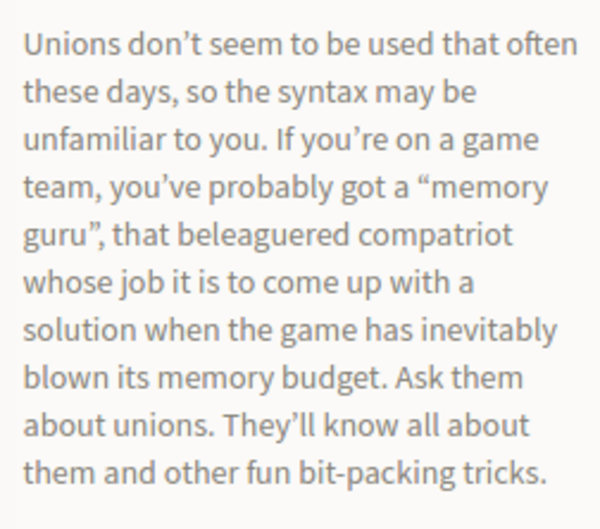 Unions don’t seem to be used that often
these days, so the syntax may be
unfamiliar to you. If you’re on a game
team, you’ve probably got a “memory
guru”, that beleaguered compatriot
whose job it is to come up with a
solution when the game has inevitably
blown its memory budget. Ask them
about unions. They’ll know all about
them and other fun bit-packing tricks.